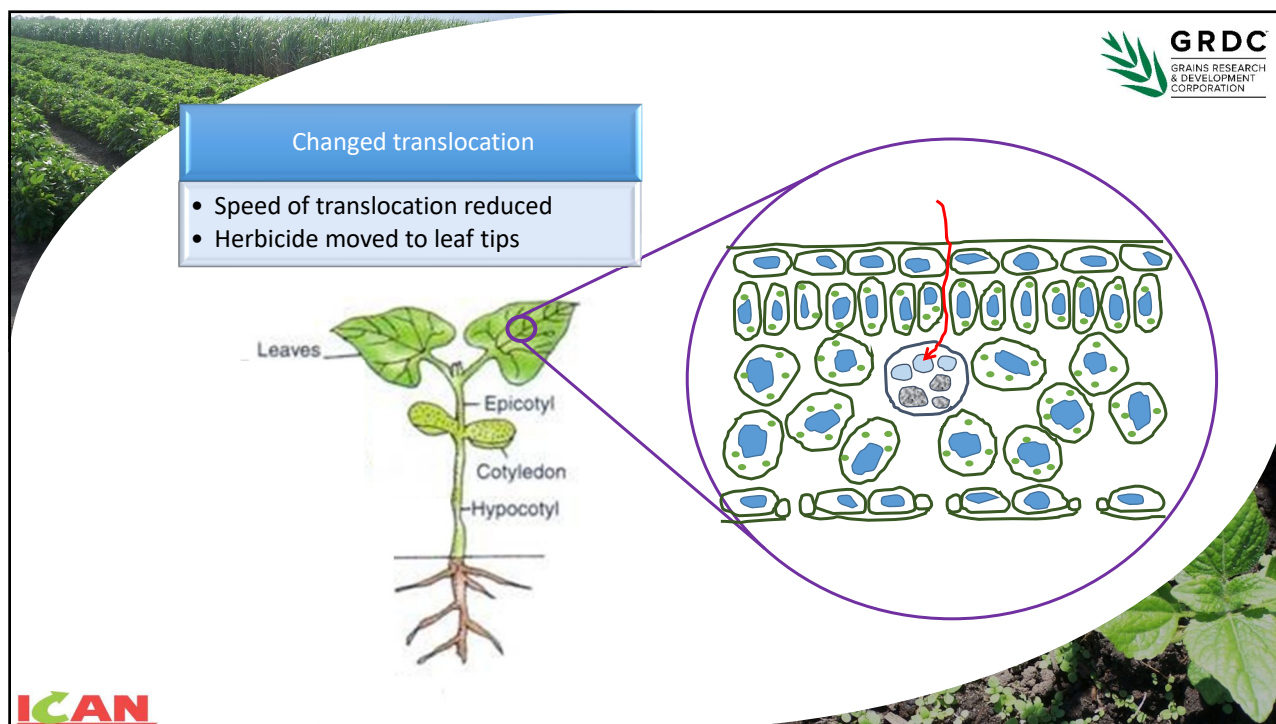 GRDC
GRAINS RESEARCH
& DEVELOPMENT
CORPORATION
Changed translocation
• Speed of translocation reduced
• Herbicide moved to leaf tips
Leaves
Epicotyl
Cotyledon
Hypocotyl
ICAN